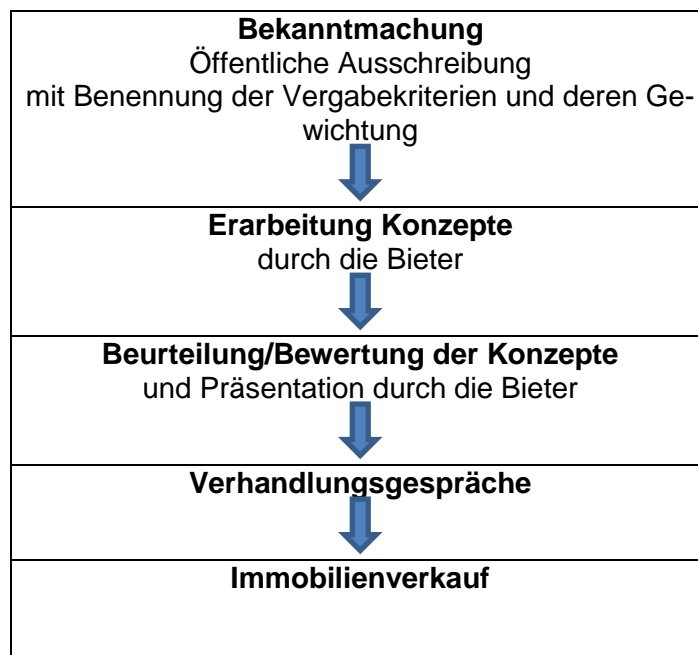 Bekanntmachung
Öffentliche Ausschreibung
mit Benennung der Vergabekriterien und deren Ge-
wichtung
Erarbeitung Konzepte
durch die Bieter
Beurteilung/Bewertung der Konzepte
und Präsentation durch die Bieter
Verhandlungsgespräche
Immobilienverkauf